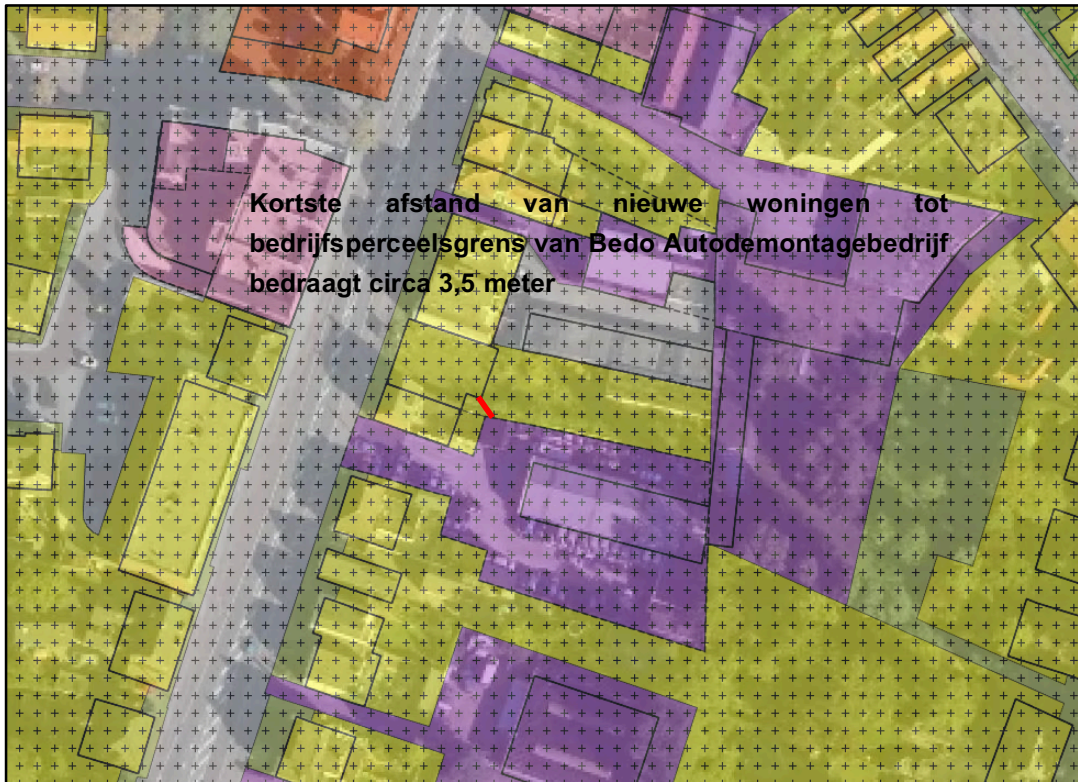 Kortste afstand van nieuwe woningen tot
bedrijfsperceelsgrens van Bedo Autodemontagebedrijf
bedraagt circa 3,5 meter